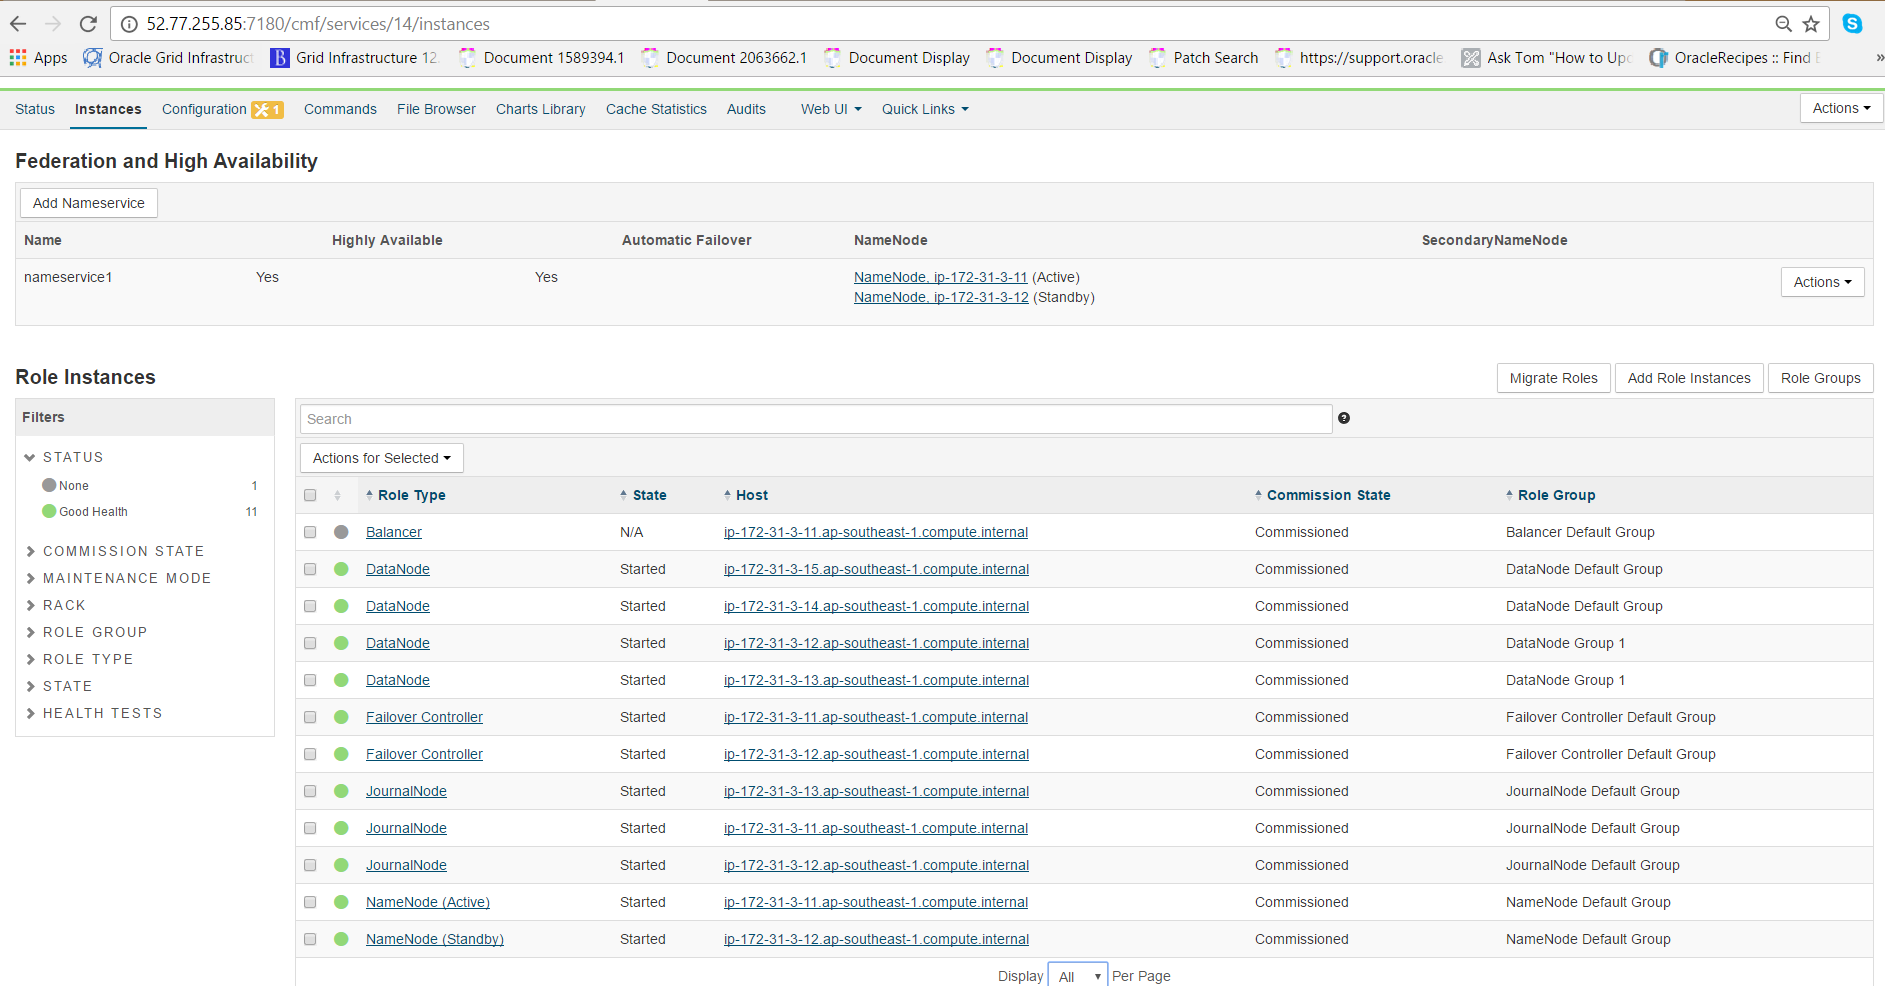 52.77.255.85:7180/cmf/services/14/instances
Apps Oracle Grid Infrastruct Grid Infrastructure 12. Document 1589394.1 Document 2063662.1 Document Display Document Display Patch Search https://support.oracle Ask Tom "How to Upd OracleRecipes :: Find E »
Status Instances Configuration 1 Commands File Browser Charts Library Cache Statistics Audits Web UI Quick Links Actions
Federation and High Availability
Add Nameservice
Name Highly Available Automatic Failover NameNode SecondaryNameNode
nameservice1 Yes Yes NameNode, ip-172-31-3-11 (Active) Actions
NameNode, ip-172-31-3-12 (Standby)
Role Instances Migrate Roles Add Role Instances Role Groups
Filters Search ?
STATUS Actions for Selected
None 1
Good Health 11
COMMISSION STATE
MAINTENANCE MODE
RACK
ROLE GROUP
ROLE TYPE
STATE
HEALTH TESTS
Role Type State Host Commission State Role Group
Balancer N/A ip-172-31-3-11.ap-southeast-1.compute.internal Commissioned Balancer Default Group
DataNode Started ip-172-31-3-15.ap-southeast-1.compute.internal Commissioned DataNode Default Group
DataNode Started ip-172-31-3-14.ap-southeast-1.compute.internal Commissioned DataNode Default Group
DataNode Started ip-172-31-3-12.ap-southeast-1.compute.internal Commissioned DataNode Group 1
DataNode Started ip-172-31-3-13.ap-southeast-1.compute.internal Commissioned DataNode Group 1
Failover Controller Started ip-172-31-3-11.ap-southeast-1.compute.internal Commissioned Failover Controller Default Group
Failover Controller Started ip-172-31-3-12.ap-southeast-1.compute.internal Commissioned Failover Controller Default Group
JournalNode Started ip-172-31-3-13.ap-southeast-1.compute.internal Commissioned JournalNode Default Group
JournalNode Started ip-172-31-3-11.ap-southeast-1.compute.internal Commissioned JournalNode Default Group
JournalNode Started ip-172-31-3-12.ap-southeast-1.compute.internal Commissioned JournalNode Default Group
NameNode (Active) Started ip-172-31-3-11.ap-southeast-1.compute.internal Commissioned NameNode Default Group
NameNode (Standby) Started ip-172-31-3-12.ap-southeast-1.compute.internal Commissioned NameNode Default Group
Display All Per Page